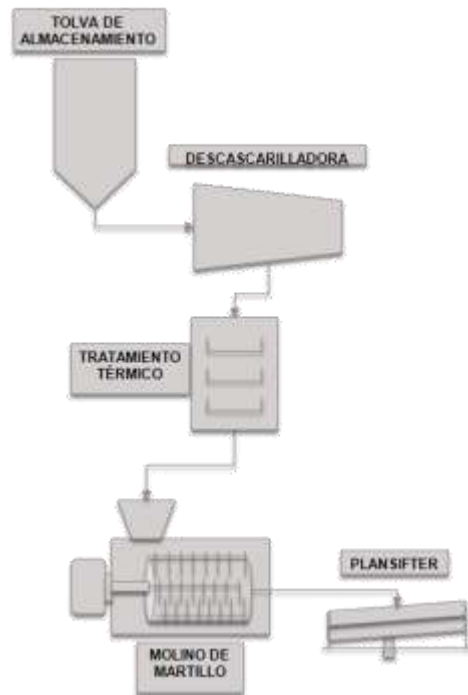 TOLVA DE
ALMACENAMIENTO
DESCASCARILLADORA
TRATAMIENTO
TÉRMICO
PLANSIFTER
MOLINO DE
MARTILLO